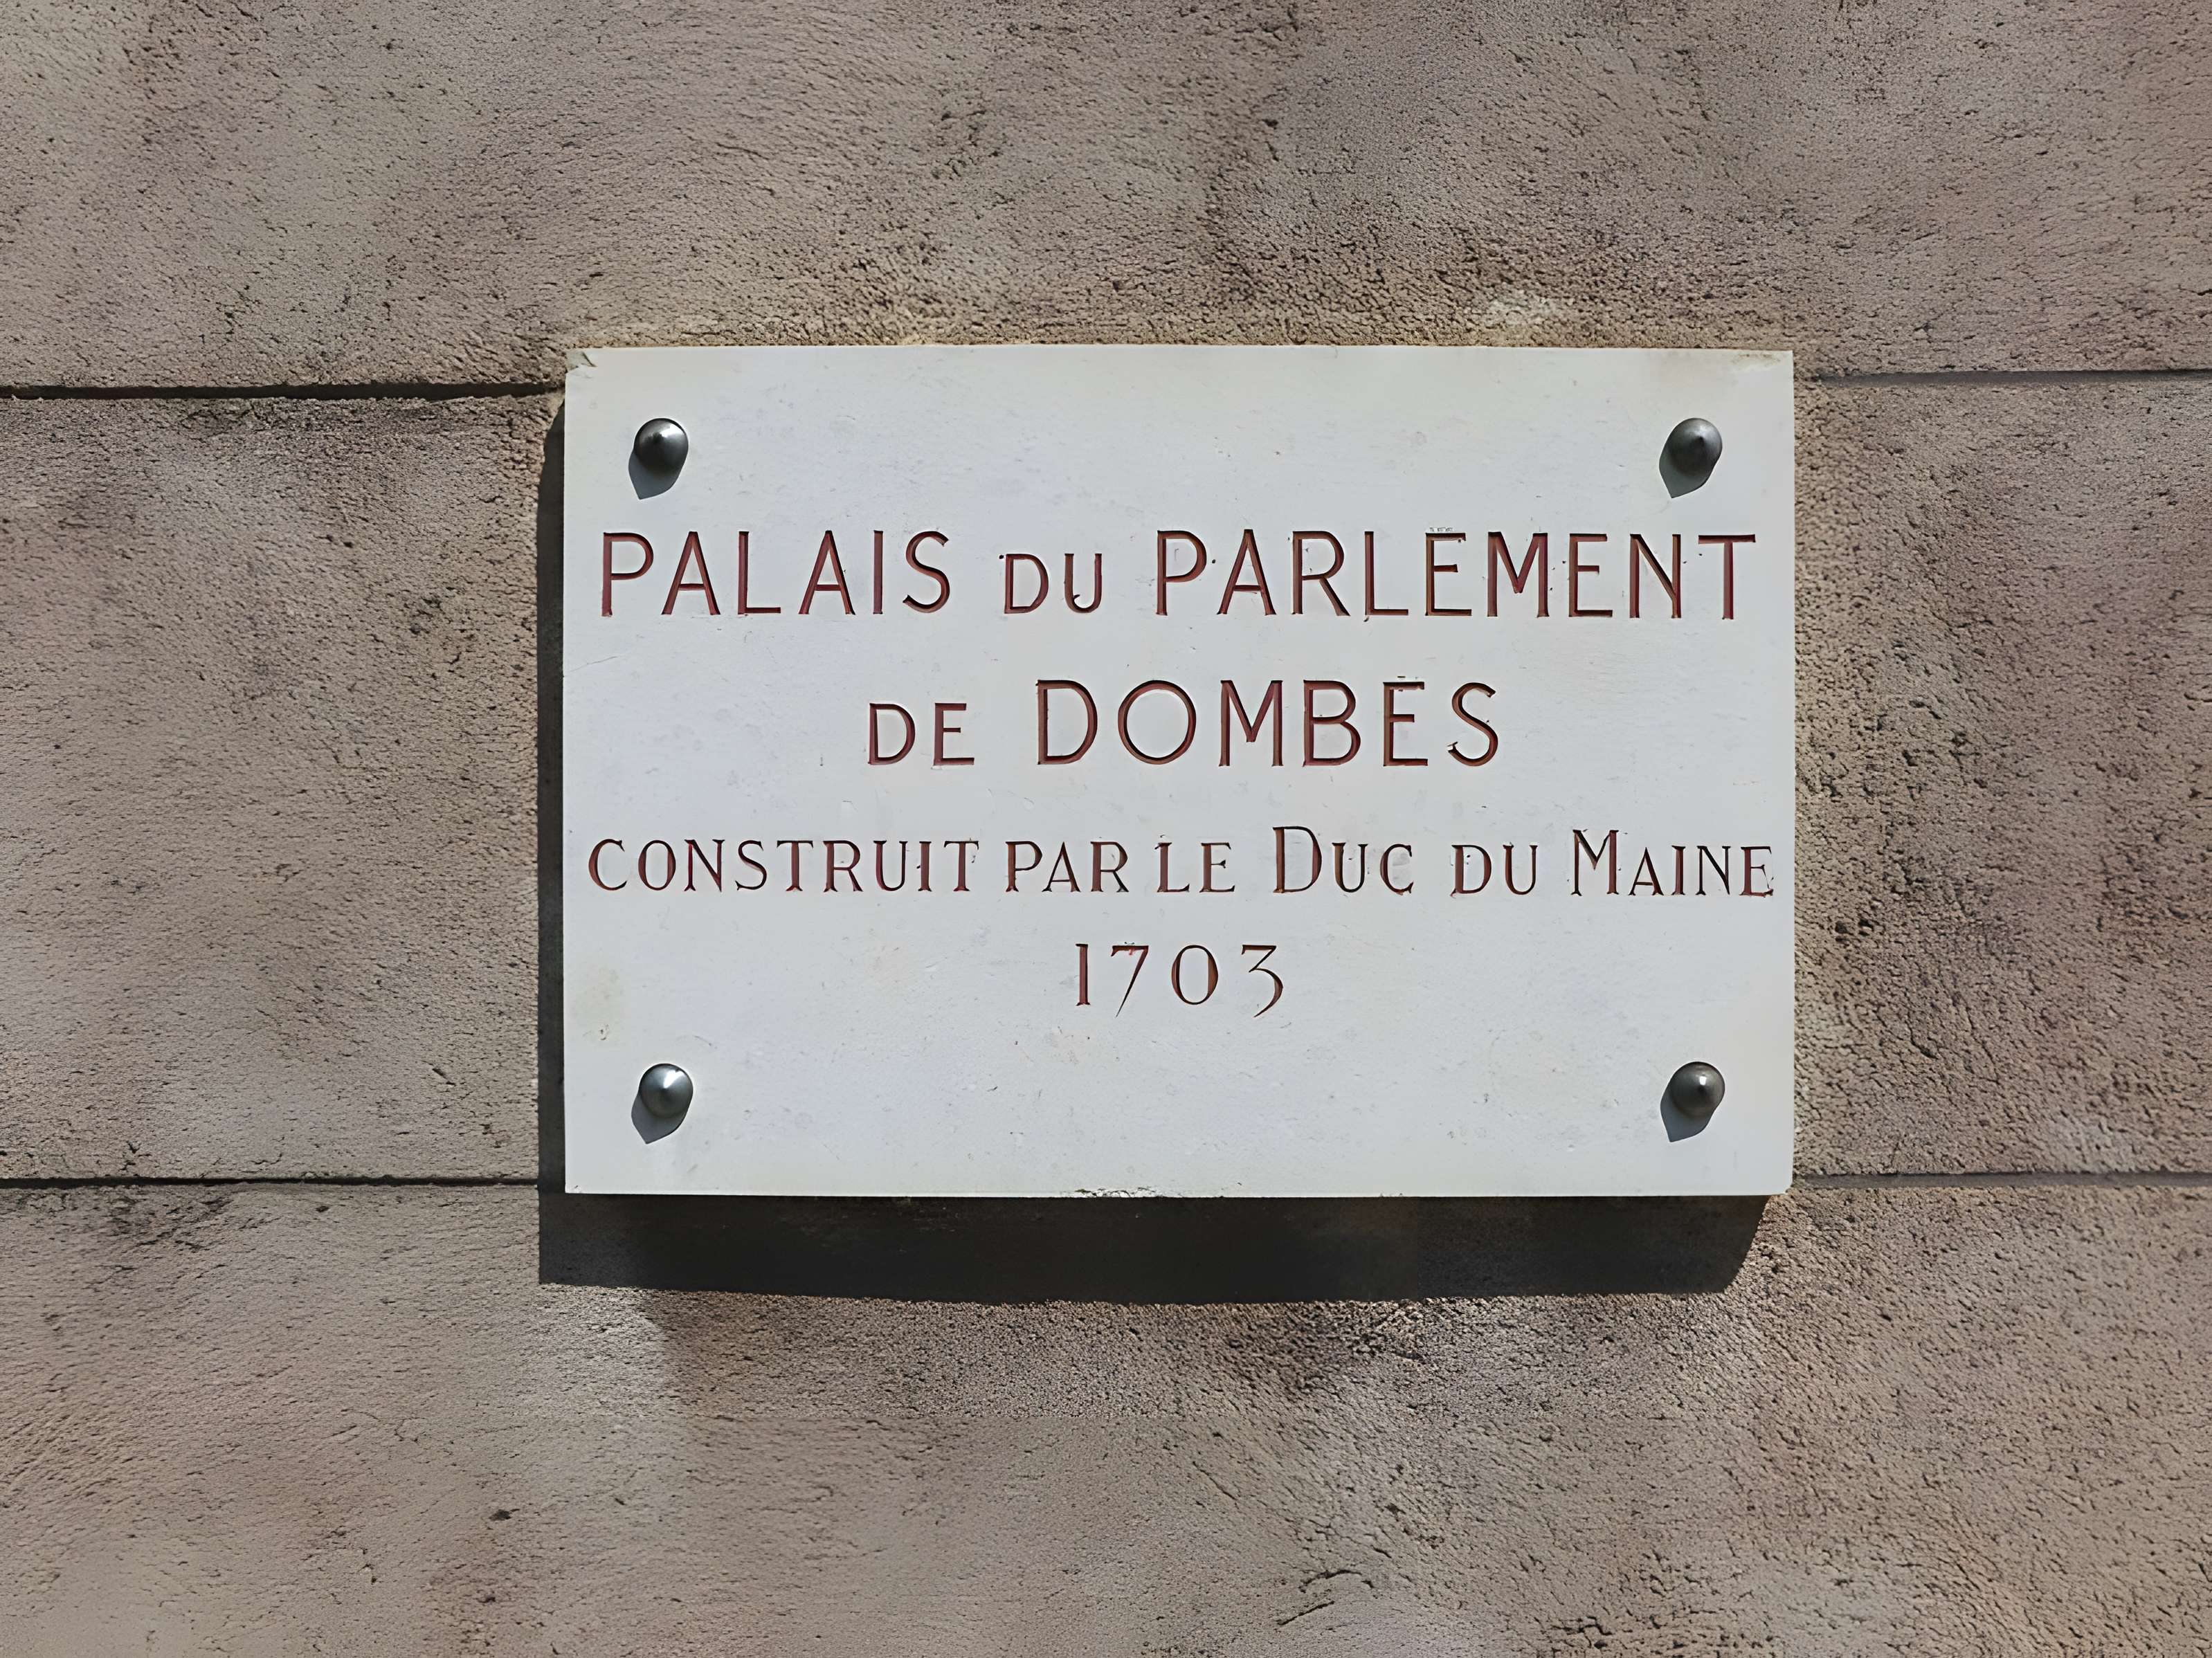 PALAIS DU PARLEMENT
DE DOMBES
CONSTRUIT PAR LE DUC DU MAINE
1703